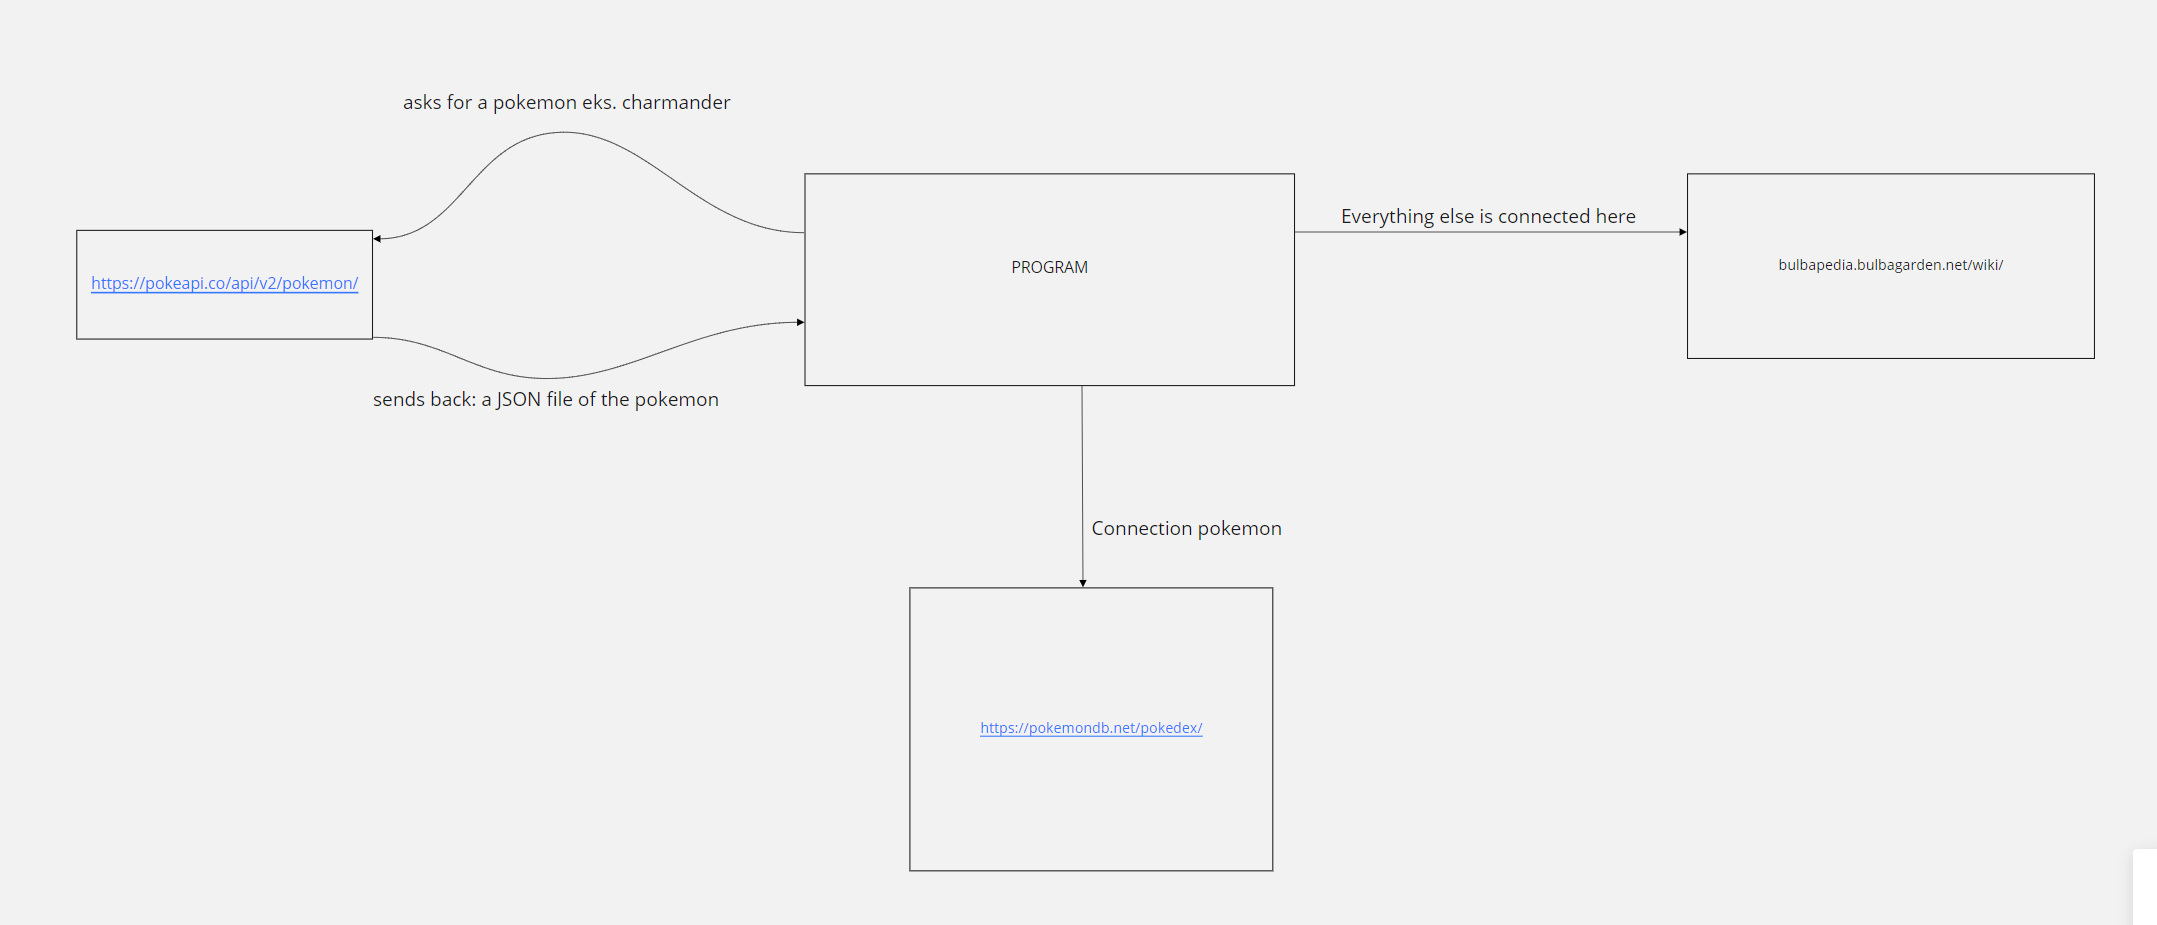 asks for a pokemon eks. charmander
Everything else is connected here
PROGRAM
bulbapedia.bulbagarden.net/wiki/
https://pokeapi.co/api/v2/pokemon/
sends back: a JSON file of the pokemon
Connection pokemon
https://pokemondb.net/pokedex/